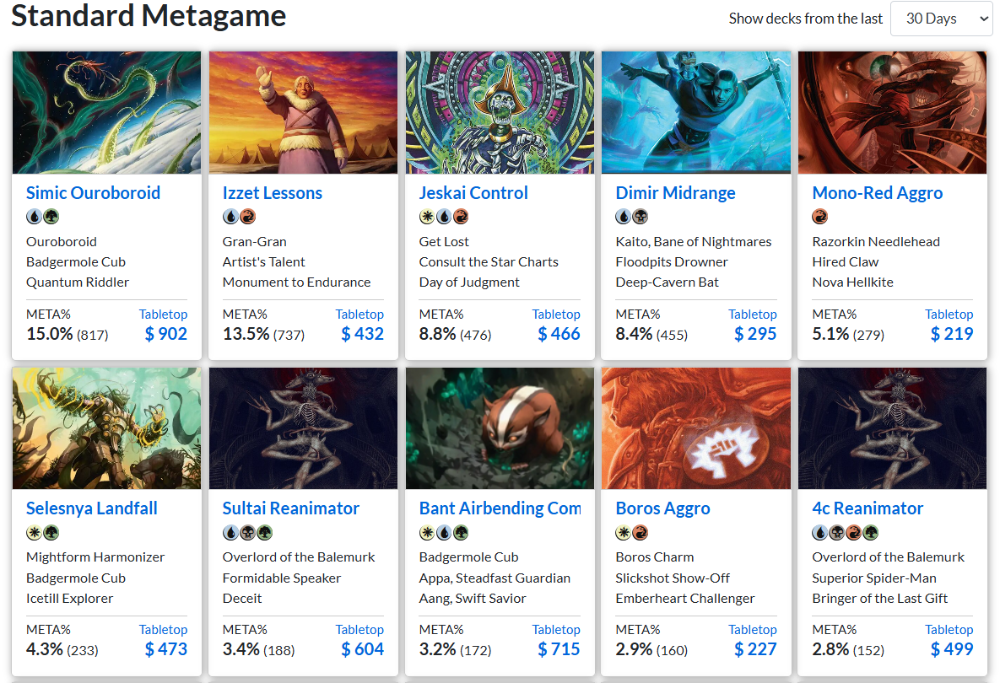 Standard Metagame
Show decks from the last 30 Days
Simic Ouroboroid
Ouroboroid
Badgermole Cub
Quantum Riddler
META% Tabletop
15.0% (817) $ 902
Izzet Lessons
Gran-Gran
Artist's Talent
Monument to Endurance
META% Tabletop
13.5% (737) $ 432
Jeskai Control
Get Lost
Consult the Star Charts
Day of Judgment
META% Tabletop
8.8% (476) $ 466
Dimir Midrange
Kaito, Bane of Nightmares
Floodpits Drowner
Deep-Cavern Bat
META% Tabletop
8.4% (455) $ 295
Mono-Red Aggro
Razorkin Needlehead
Hired Claw
Nova Hellkite
META% Tabletop
5.1% (279) $ 219
Selesnya Landfall
Mightform Harmonizer
Badgermole Cub
Icetill Explorer
META% Tabletop
4.3% (233) $ 473
Sultai Reanimator
Overlord of the Balemurk
Formidable Speaker
Deceit
META% Tabletop
3.4% (188) $ 604
Bant Airbending Com
Badgermole Cub
Appa, Steadfast Guardian
Aang, Swift Savior
META% Tabletop
3.2% (172) $ 715
Boros Aggro
Boros Charm
Slickshot Show-Off
Emberheart Challenger
META% Tabletop
2.9% (160) $ 227
4c Reanimator
Overlord of the Balemurk
Superior Spider-Man
Bringer of the Last Gift
META% Tabletop
2.8% (152) $ 499